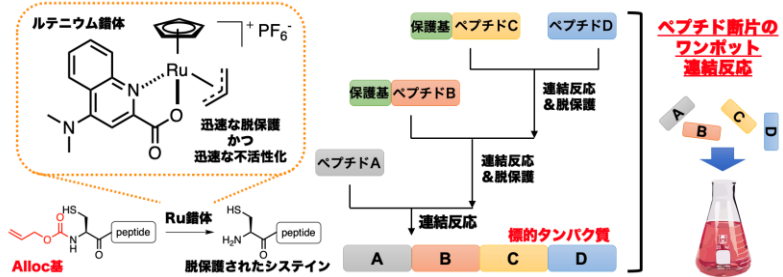 ルテニウム錯体
+
PF6-
Ru
N
O
O
N
迅速な脱保護
かつ
迅速な不活性化
HS
O
O
N
H
O
peptide
Alloc基
Ru錯体
HS
H2N
O
peptide
脱保護されたシステイン
保護基 ペプチドC
ペプチドD
保護基 ペプチドB
連結反応
&脱保護
ペプチドA
連結反応
&脱保護
連結反応
標的タンパク質
A B C D
ペプチド断片の
ワンポット
連結反応
A
B
C
D